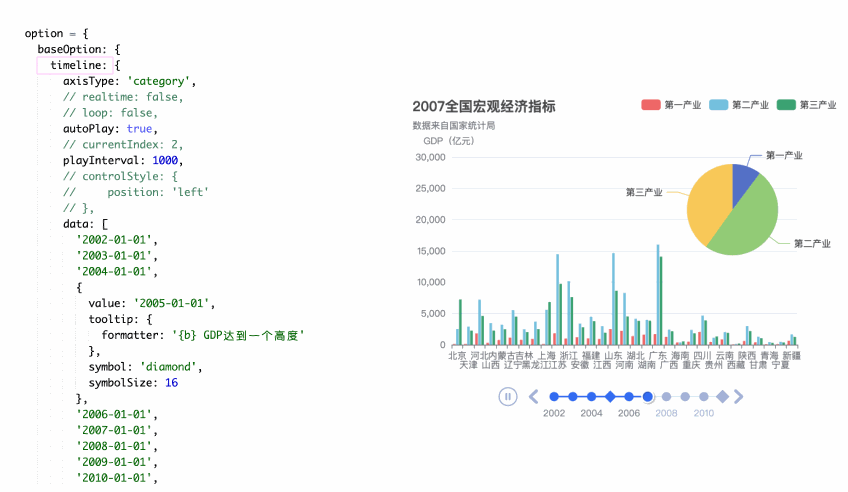 option = {
baseOption: {
timeline: {
axisType: 'category',
// realtime: false,
// loop: false,
autoPlay: true,
// currentIndex: 2,
playInterval: 1000,
// controlStyle: {
//     position: 'left'
// },
data: [
'2002-01-01',
'2003-01-01',
'2004-01-01',
{
value: '2005-01-01',
tooltip: {
formatter: '{b} GDP达到一个高度'
},
symbol: 'diamond',
symbolSize: 16
},
'2006-01-01',
'2007-01-01',
'2008-01-01',
'2009-01-01',
'2010-01-01',
2007全国宏观经济指标
第一产业 第二产业 第三产业
数据来自国家统计局
GDP（亿元）
30,000
25,000
20,000
15,000
10,000
5,000
0
第一产业
第三产业
第二产业
北京 河北 内蒙古 吉林 上海 浙江 福建 山东 湖北 广东 海南 四川 云南 陕西 青海 新疆
天津 山西 辽宁 黑龙江 江苏 安徽 江西 河南 湖南 广西 重庆 贵州 西藏 甘肃 宁夏
2002 2004 2006 2008 2010